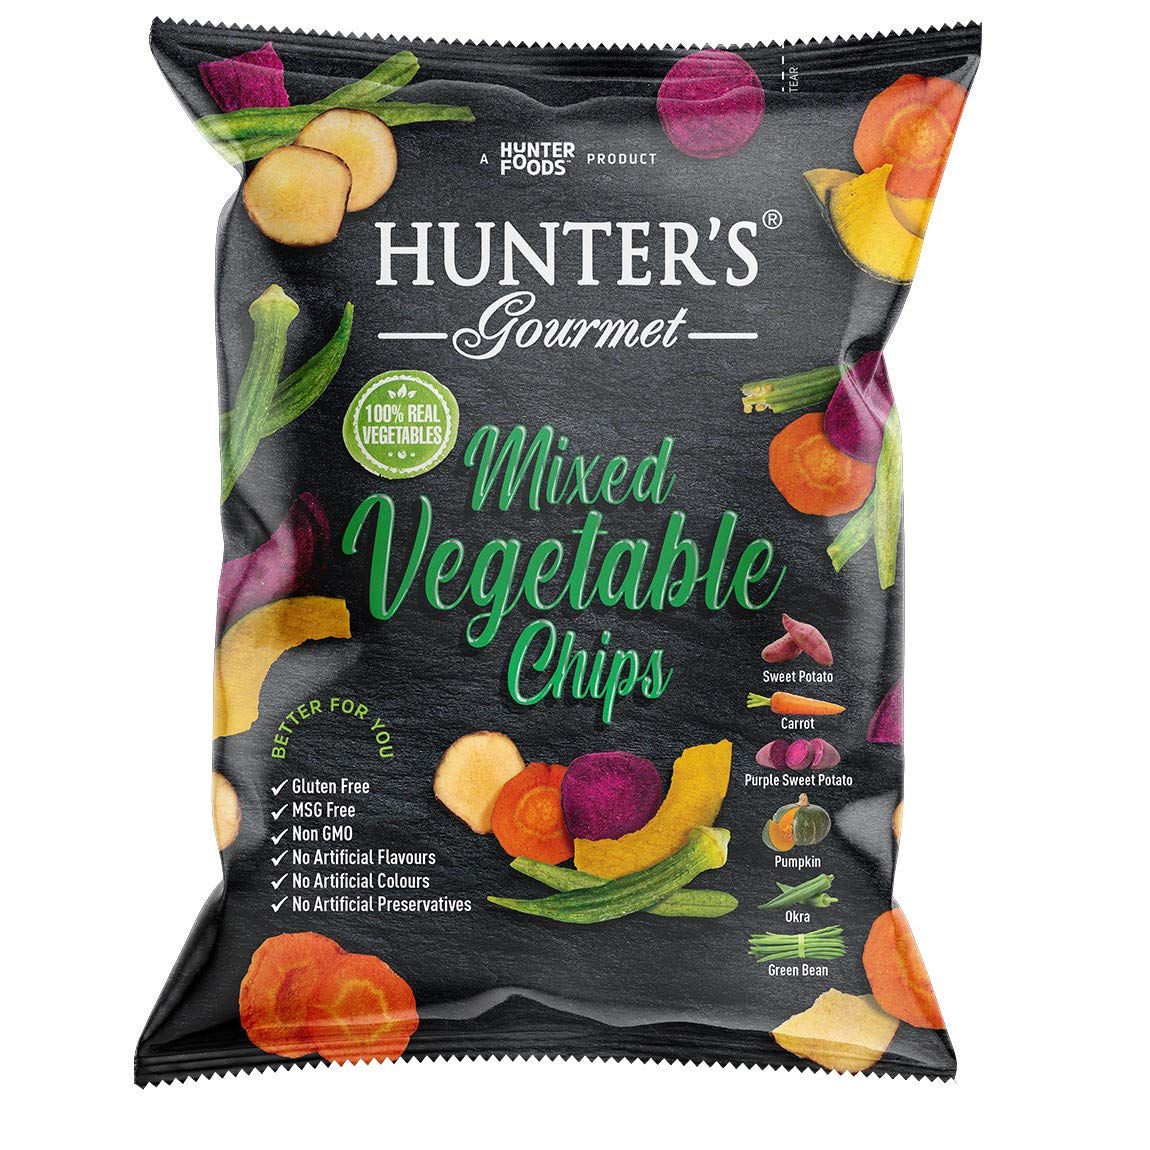 TEAR
A HUNTER FOODS™ PRODUCT
HUNTER'S®
Gourmet
100% REAL
VEGETABLES
Mixed
Vegetable
Chips
BETTER FOR YOU
✓ Gluten Free
✓ MSG Free
✓ Non GMO
✓ No Artificial Flavours
✓ No Artificial Colours
✓ No Artificial Preservatives
Sweet Potato
Carrot
Purple Sweet Potato
Pumpkin
Okra
Green Bean